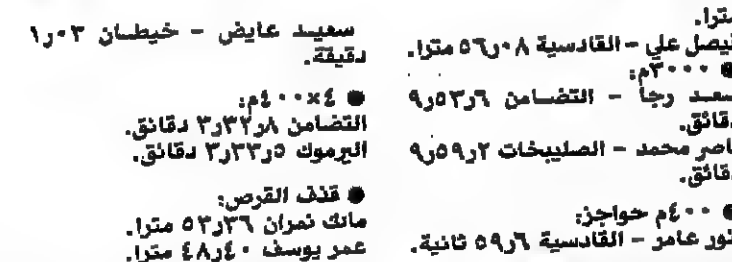 مترا.
فيصل علي - القادسية ٥٦٫٠٨ مترا.
● ٣٠٠٠م:
سعد رجا - التضامن ٩٫٥٣٫٦
دقائق.
ناصر محمد - الصليبخات ٩٫٥٩٫٢
دقائق.
● ٤٠٠م حواجز:
نور عامر - القادسية ٥٩٫٦ ثانية.
سعيد عايض - خيطان ١٫٠٣
دقيقة.
● ٤×٤٠٠م:
التضامن ٣٫٣٢٫٨ دقائق.
اليرموك ٣٫٣٣٫٥ دقائق.
● قذف القرص:
مانك نمران ٥٣٫٣٦ مترا.
عمر يوسف ٤٨٫٤٠ مترا.